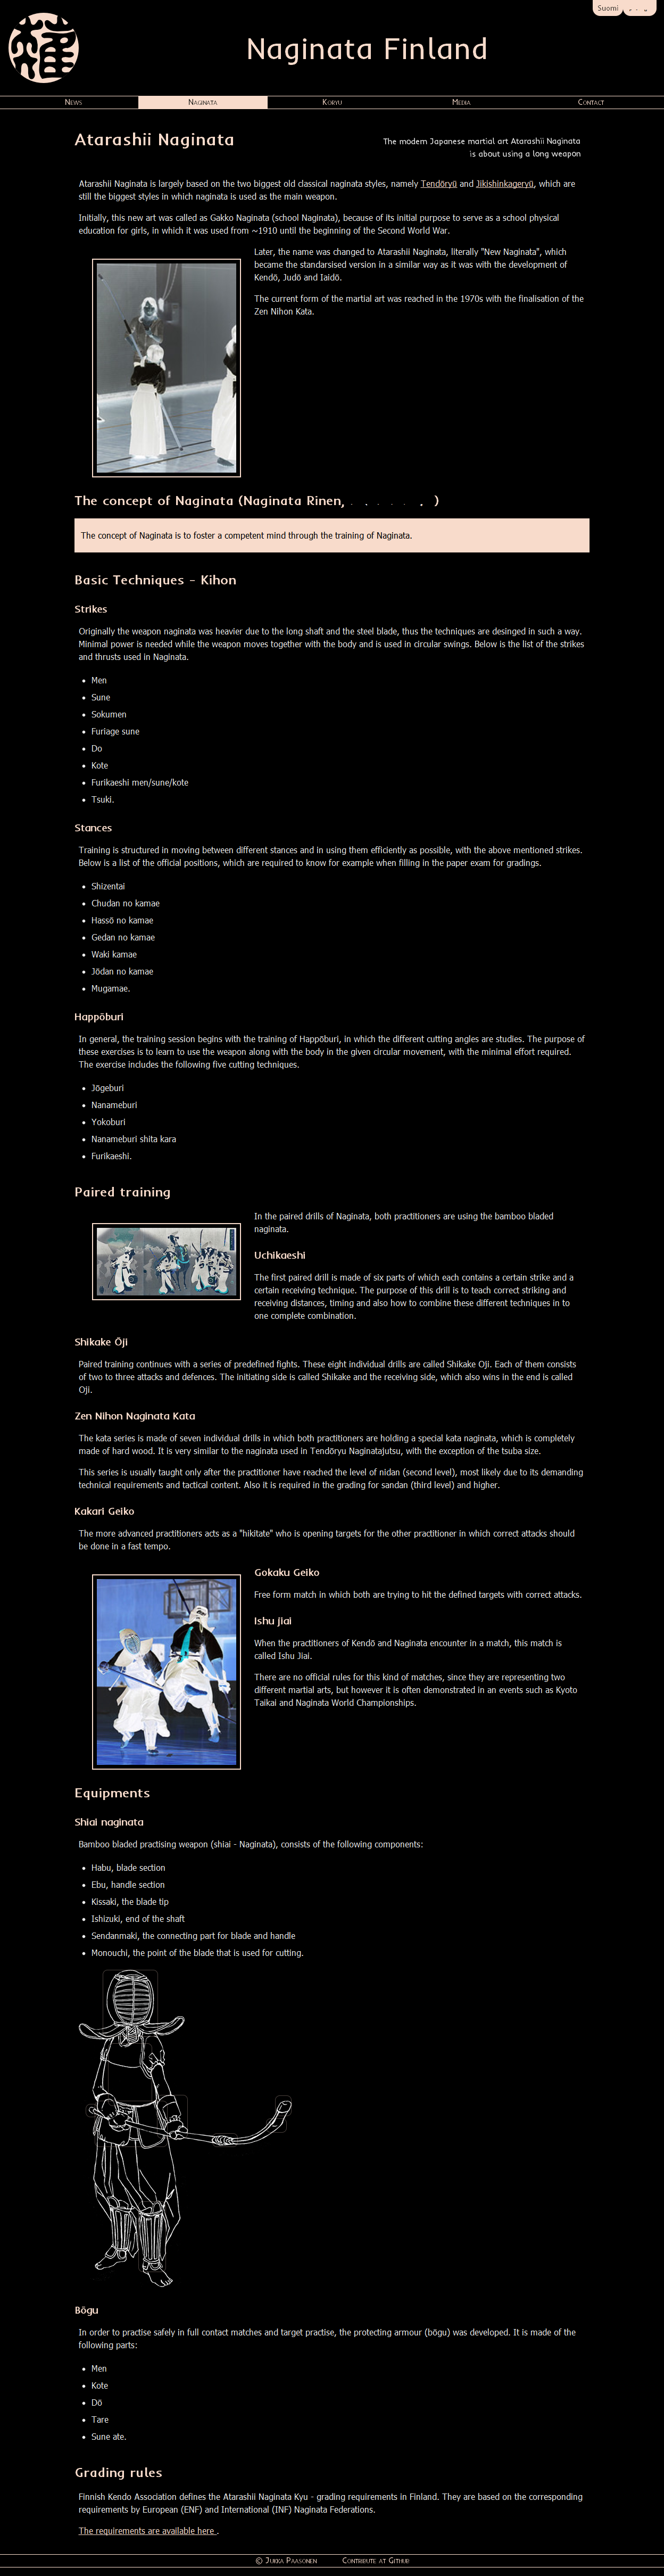 Suomi
Naginata Finland
News
Naginata
Koryu
Media
Contact
Atarashii Naginata
The modern Japanese martial art Atarashii Naginata
is about using a long weapon
Atarashii Naginata is largely based on the two biggest old classical naginata styles, namely Tendōryū and Jikishinkageryū, which are
still the biggest styles in which naginata is used as the main weapon.
Initially, this new art was called as Gakko Naginata (school Naginata), because of its initial purpose to serve as a school physical
education for girls, in which it was used from ~1910 until the beginning of the Second World War.
Later, the name was changed to Atarashii Naginata, literally "New Naginata", which
became the standarsised version in a similar way as it was with the development of
Kendō, Judō and Iaidō.
The current form of the martial art was reached in the 1970s with the finalisation of the
Zen Nihon Kata.
The concept of Naginata (Naginata Rinen, )
The concept of Naginata is to foster a competent mind through the training of Naginata.
Basic Techniques - Kihon
Strikes
Originally the weapon naginata was heavier due to the long shaft and the steel blade, thus the techniques are desinged in such a way.
Minimal power is needed while the weapon moves together with the body and is used in circular swings. Below is the list of the strikes
and thrusts used in Naginata.
Men
Sune
Sokumen
Furiage sune
Do
Kote
Furikaeshi men/sune/kote
Tsuki.
Stances
Training is structured in moving between different stances and in using them efficiently as possible, with the above mentioned strikes.
Below is a list of the official positions, which are required to know for example when filling in the paper exam for gradings.
Shizentai
Chudan no kamae
Hassō no kamae
Gedan no kamae
Waki kamae
Jōdan no kamae
Mugamae.
Happōburi
In general, the training session begins with the training of Happōburi, in which the different cutting angles are studies. The purpose of
these exercises is to learn to use the weapon along with the body in the given circular movement, with the minimal effort required.
The exercise includes the following five cutting techniques.
Jōgeburi
Nanameburi
Yokoburi
Nanameburi shita kara
Furikaeshi.
Paired training
In the paired drills of Naginata, both practitioners are using the bamboo bladed
naginata.
Uchikaeshi
The first paired drill is made of six parts of which each contains a certain strike and a
certain receiving technique. The purpose of this drill is to teach correct striking and
receiving distances, timing and also how to combine these different techniques in to
one complete combination.
Shikake Ōji
Paired training continues with a series of predefined fights. These eight individual drills are called Shikake Oji. Each of them consists
of two to three attacks and defences. The initiating side is called Shikake and the receiving side, which also wins in the end is called
Oji.
Zen Nihon Naginata Kata
The kata series is made of seven individual drills in which both practitioners are holding a special kata naginata, which is completely
made of hard wood. It is very similar to the naginata used in Tendōryu Naginatajutsu, with the exception of the tsuba size.
This series is usually taught only after the practitioner have reached the level of nidan (second level), most likely due to its demanding
technical requirements and tactical content. Also it is required in the grading for sandan (third level) and higher.
Kakari Geiko
The more advanced practitioners acts as a "hikitate" who is opening targets for the other practitioner in which correct attacks should
be done in a fast tempo.
Gokaku Geiko
Free form match in which both are trying to hit the defined targets with correct attacks.
Ishu jiai
When the practitioners of Kendō and Naginata encounter in a match, this match is
called Ishu Jiai.
There are no official rules for this kind of matches, since they are representing two
different martial arts, but however it is often demonstrated in an events such as Kyoto
Taikai and Naginata World Championships.
Equipments
Shiai naginata
Bamboo bladed practising weapon (shiai - Naginata), consists of the following components:
Habu, blade section
Ebu, handle section
Kissaki, the blade tip
Ishizuki, end of the shaft
Sendanmaki, the connecting part for blade and handle
Monouchi, the point of the blade that is used for cutting.
Bōgu
In order to practise safely in full contact matches and target practise, the protecting armour (bōgu) was developed. It is made of the
following parts:
Men
Kote
Dō
Tare
Sune ate.
Grading rules
Finnish Kendo Association defines the Atarashii Naginata Kyu - grading requirements in Finland. They are based on the corresponding
requirements by European (ENF) and International (INF) Naginata Federations.
The requirements are available here .
© Jukka Paasonen
Contribute at Github